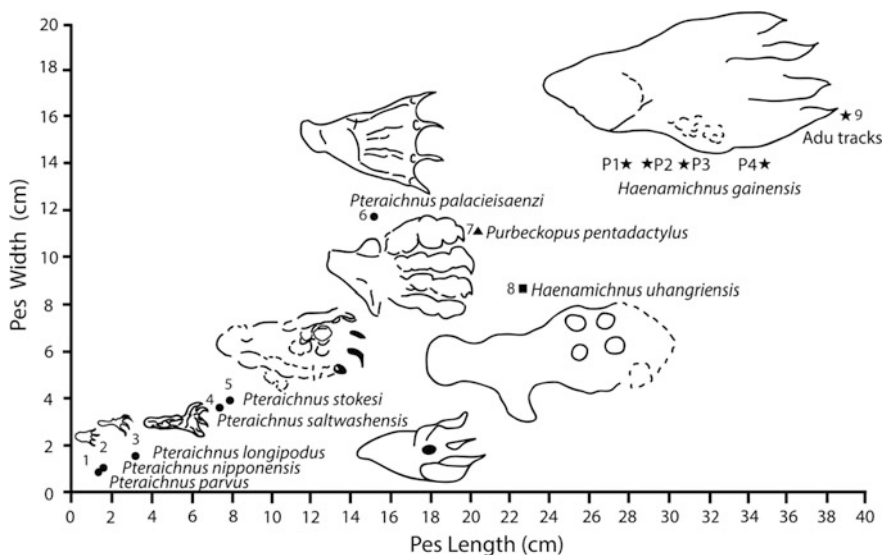 20
18
16
14
12
10
8
6
4
2
0
Pes Width (cm)
9
Adu tracks
P1 ★ ★ P2 ★ P3 P4 ★
Haenamichnus gainensis
Pteraichnus palacieisaenzi
6
7 Purbeckopus pentadactylus
8 Haenamichnus uhangriensis
5
Pteraichnus stokesi
4
Pteraichnus saltwashensis
3
Pteraichnus longipodus
2
Pteraichnus nipponensis
1
Pteraichnus parvus
0 2 4 6 8 10 12 14 16 18 20 22 24 26 28 30 32 34 36 38 40
Pes Length (cm)